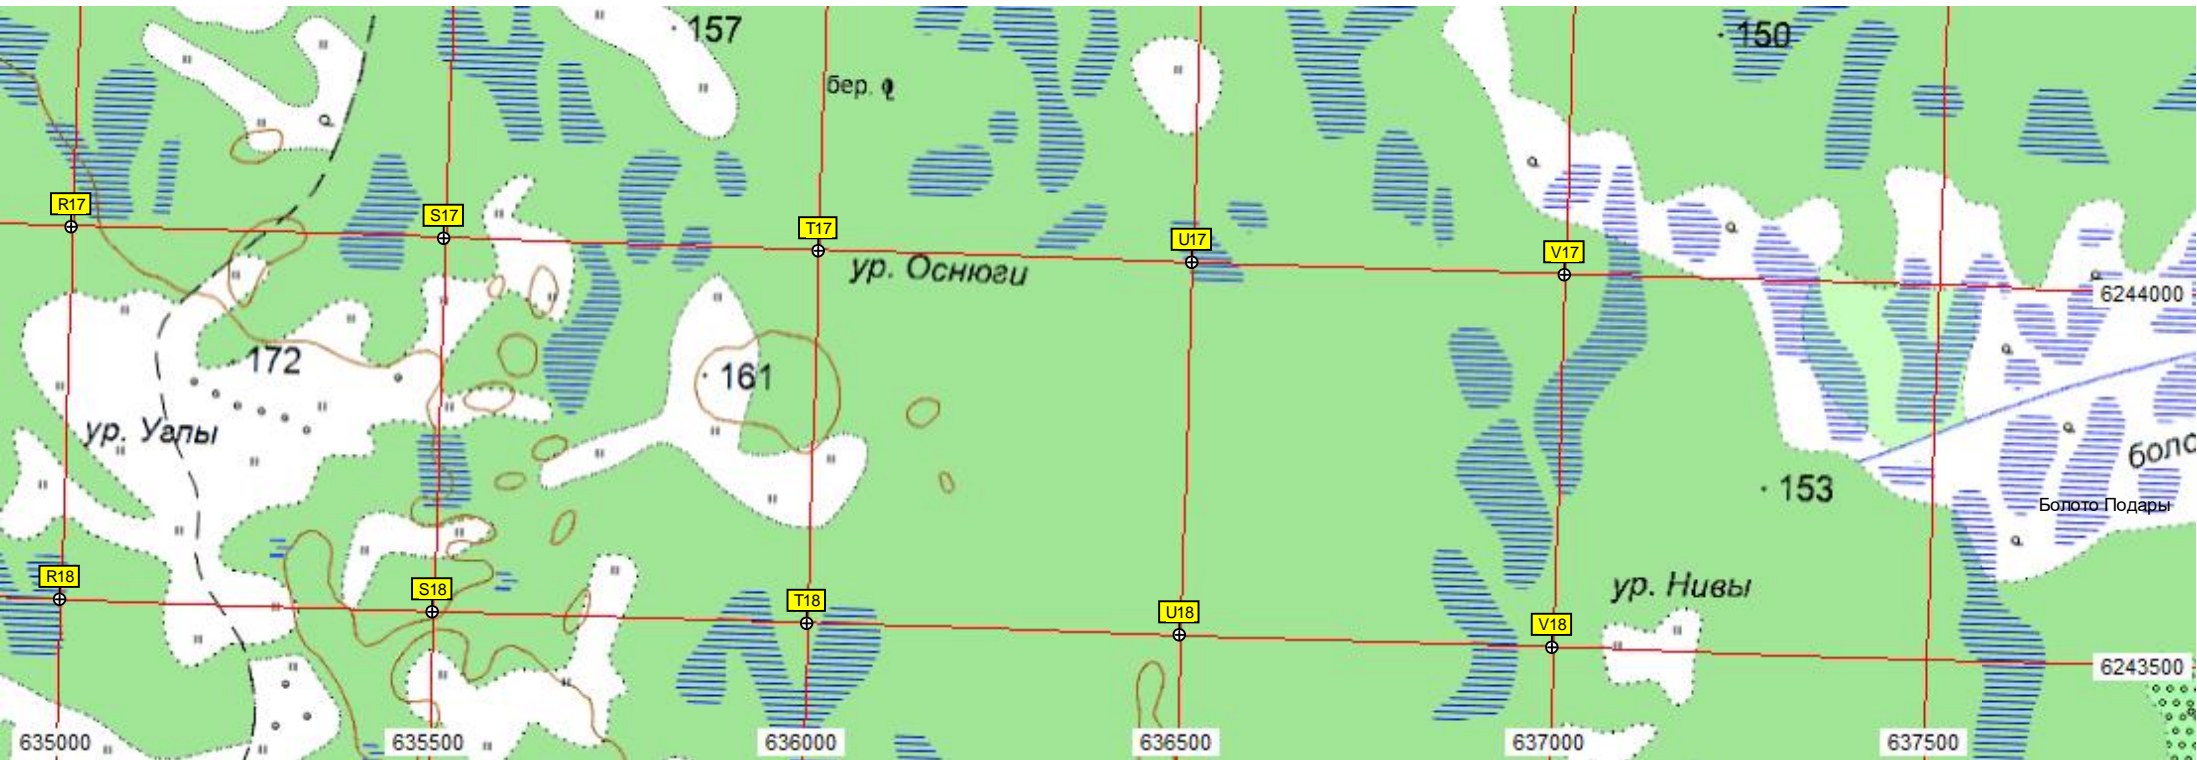 157
150
бер.
R17
S17
T17
U17
V17
ур. Оснюги
6244000
172
161
ур. Углы
боло
153
Болото Подары
R18
S18
T18
U18
V18
ур. Нивы
6243500
635000
635500
636000
636500
637000
637500